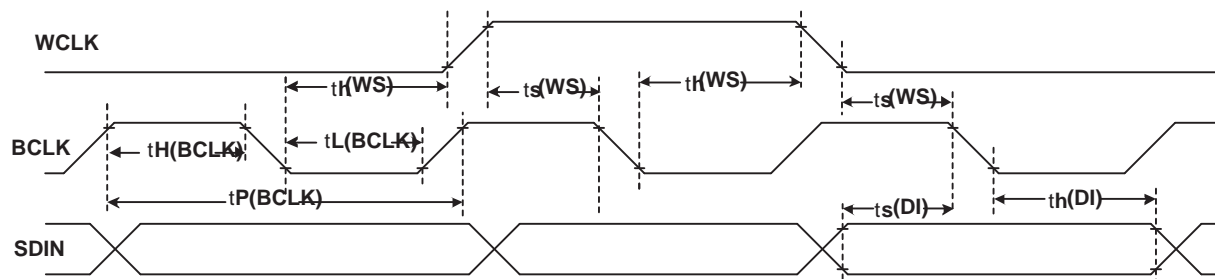 WCLK
th(WS)
ts(WS)
th(WS)
ts(WS)
BCLK
tH(BCLK)
tL(BCLK)
tP(BCLK)
ts(DI)
th(DI)
SDIN